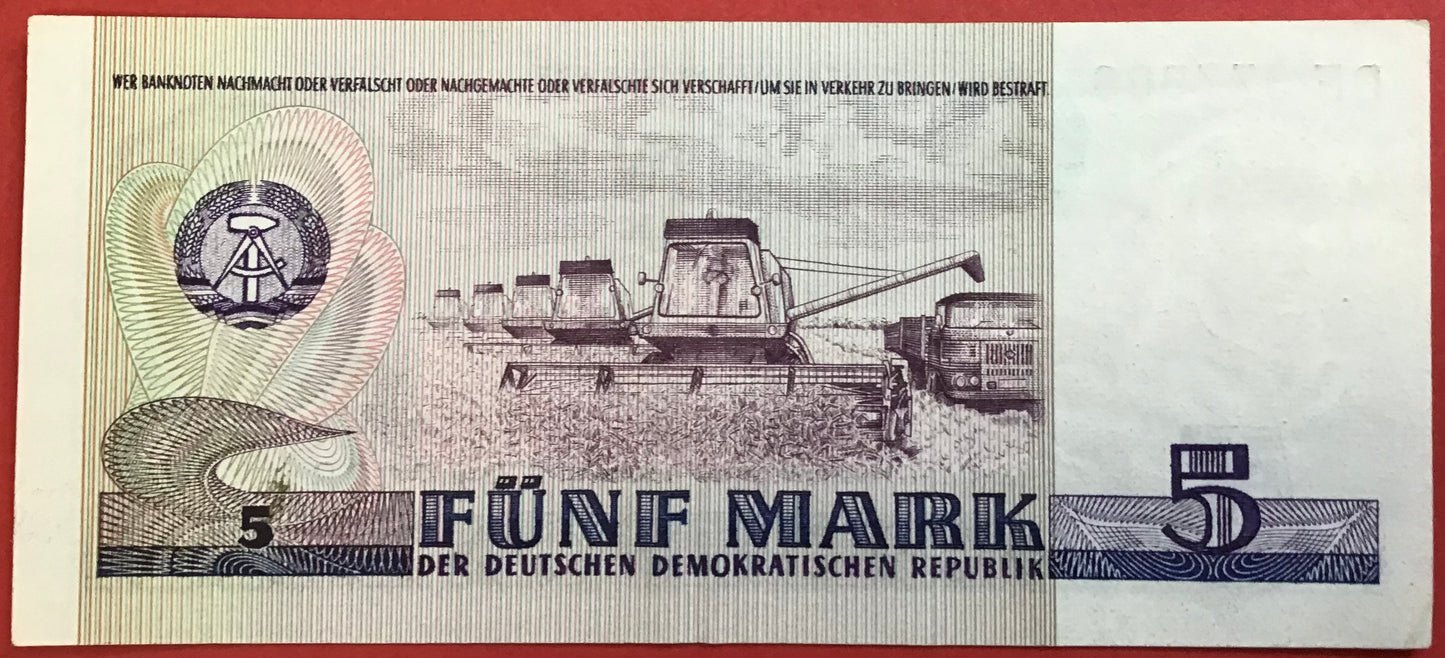 WER BANKNOTEN NACHMACHT ODER VERFÄLSCHT ODER NACHGEMACHTE ODER VERFÄLSCHTE SICH VERSCHAFFT/UM SIE IN VERKEHR ZU BRINGEN/WIRD BESTRAFT
5
FÜNF MARK
5
DER DEUTSCHEN DEMOKRATISCHEN REPUBLIK